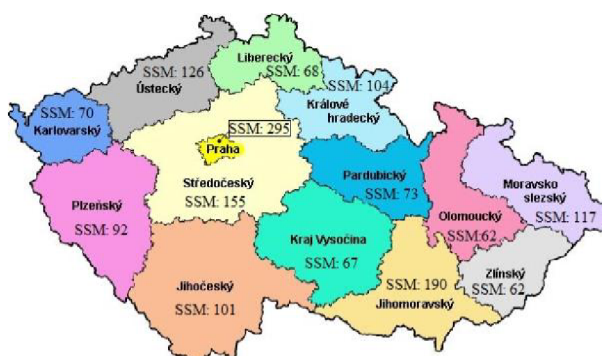 SSM: 126
Ústecký
Liberecký
SSM: 68
SSM: 104
Králové
hradecký
SSM: 70
Karlovarský
SSM: 295
Praha
Středočeský
SSM: 155
Pardubický
SSM: 73
Moravsko
slezský
SSM: 117
Plzeňský
SSM: 92
Olomoucký
SSM:62
Kraj Vysočina
SSM: 67
Zlínský
SSM: 62
Jihočeský
SSM: 101
SSM: 190
Jihomoravský